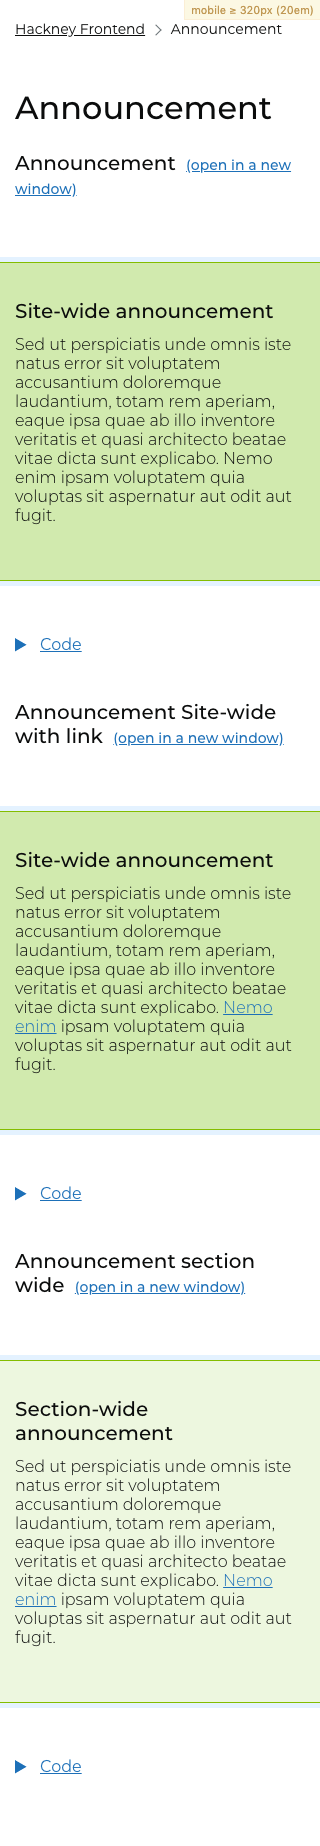 mobile ≥ 320px (20em)
Hackney Frontend > Announcement
Announcement
Announcement (open in a new
window)
Site-wide announcement
Sed ut perspiciatis unde omnis iste
natus error sit voluptatem
accusantium doloremque
laudantium, totam rem aperiam,
eaque ipsa quae ab illo inventore
veritatis et quasi architecto beatae
vitae dicta sunt explicabo. Nemo
enim ipsam voluptatem quia
voluptas sit aspernatur aut odit aut
fugit.
Code
Announcement Site-wide
with link (open in a new window)
Site-wide announcement
Sed ut perspiciatis unde omnis iste
natus error sit voluptatem
accusantium doloremque
laudantium, totam rem aperiam,
eaque ipsa quae ab illo inventore
veritatis et quasi architecto beatae
vitae dicta sunt explicabo. Nemo
enim ipsam voluptatem quia
voluptas sit aspernatur aut odit aut
fugit.
Code
Announcement section
wide (open in a new window)
Section-wide
announcement
Sed ut perspiciatis unde omnis iste
natus error sit voluptatem
accusantium doloremque
laudantium, totam rem aperiam,
eaque ipsa quae ab illo inventore
veritatis et quasi architecto beatae
vitae dicta sunt explicabo. Nemo
enim ipsam voluptatem quia
voluptas sit aspernatur aut odit aut
fugit.
Code